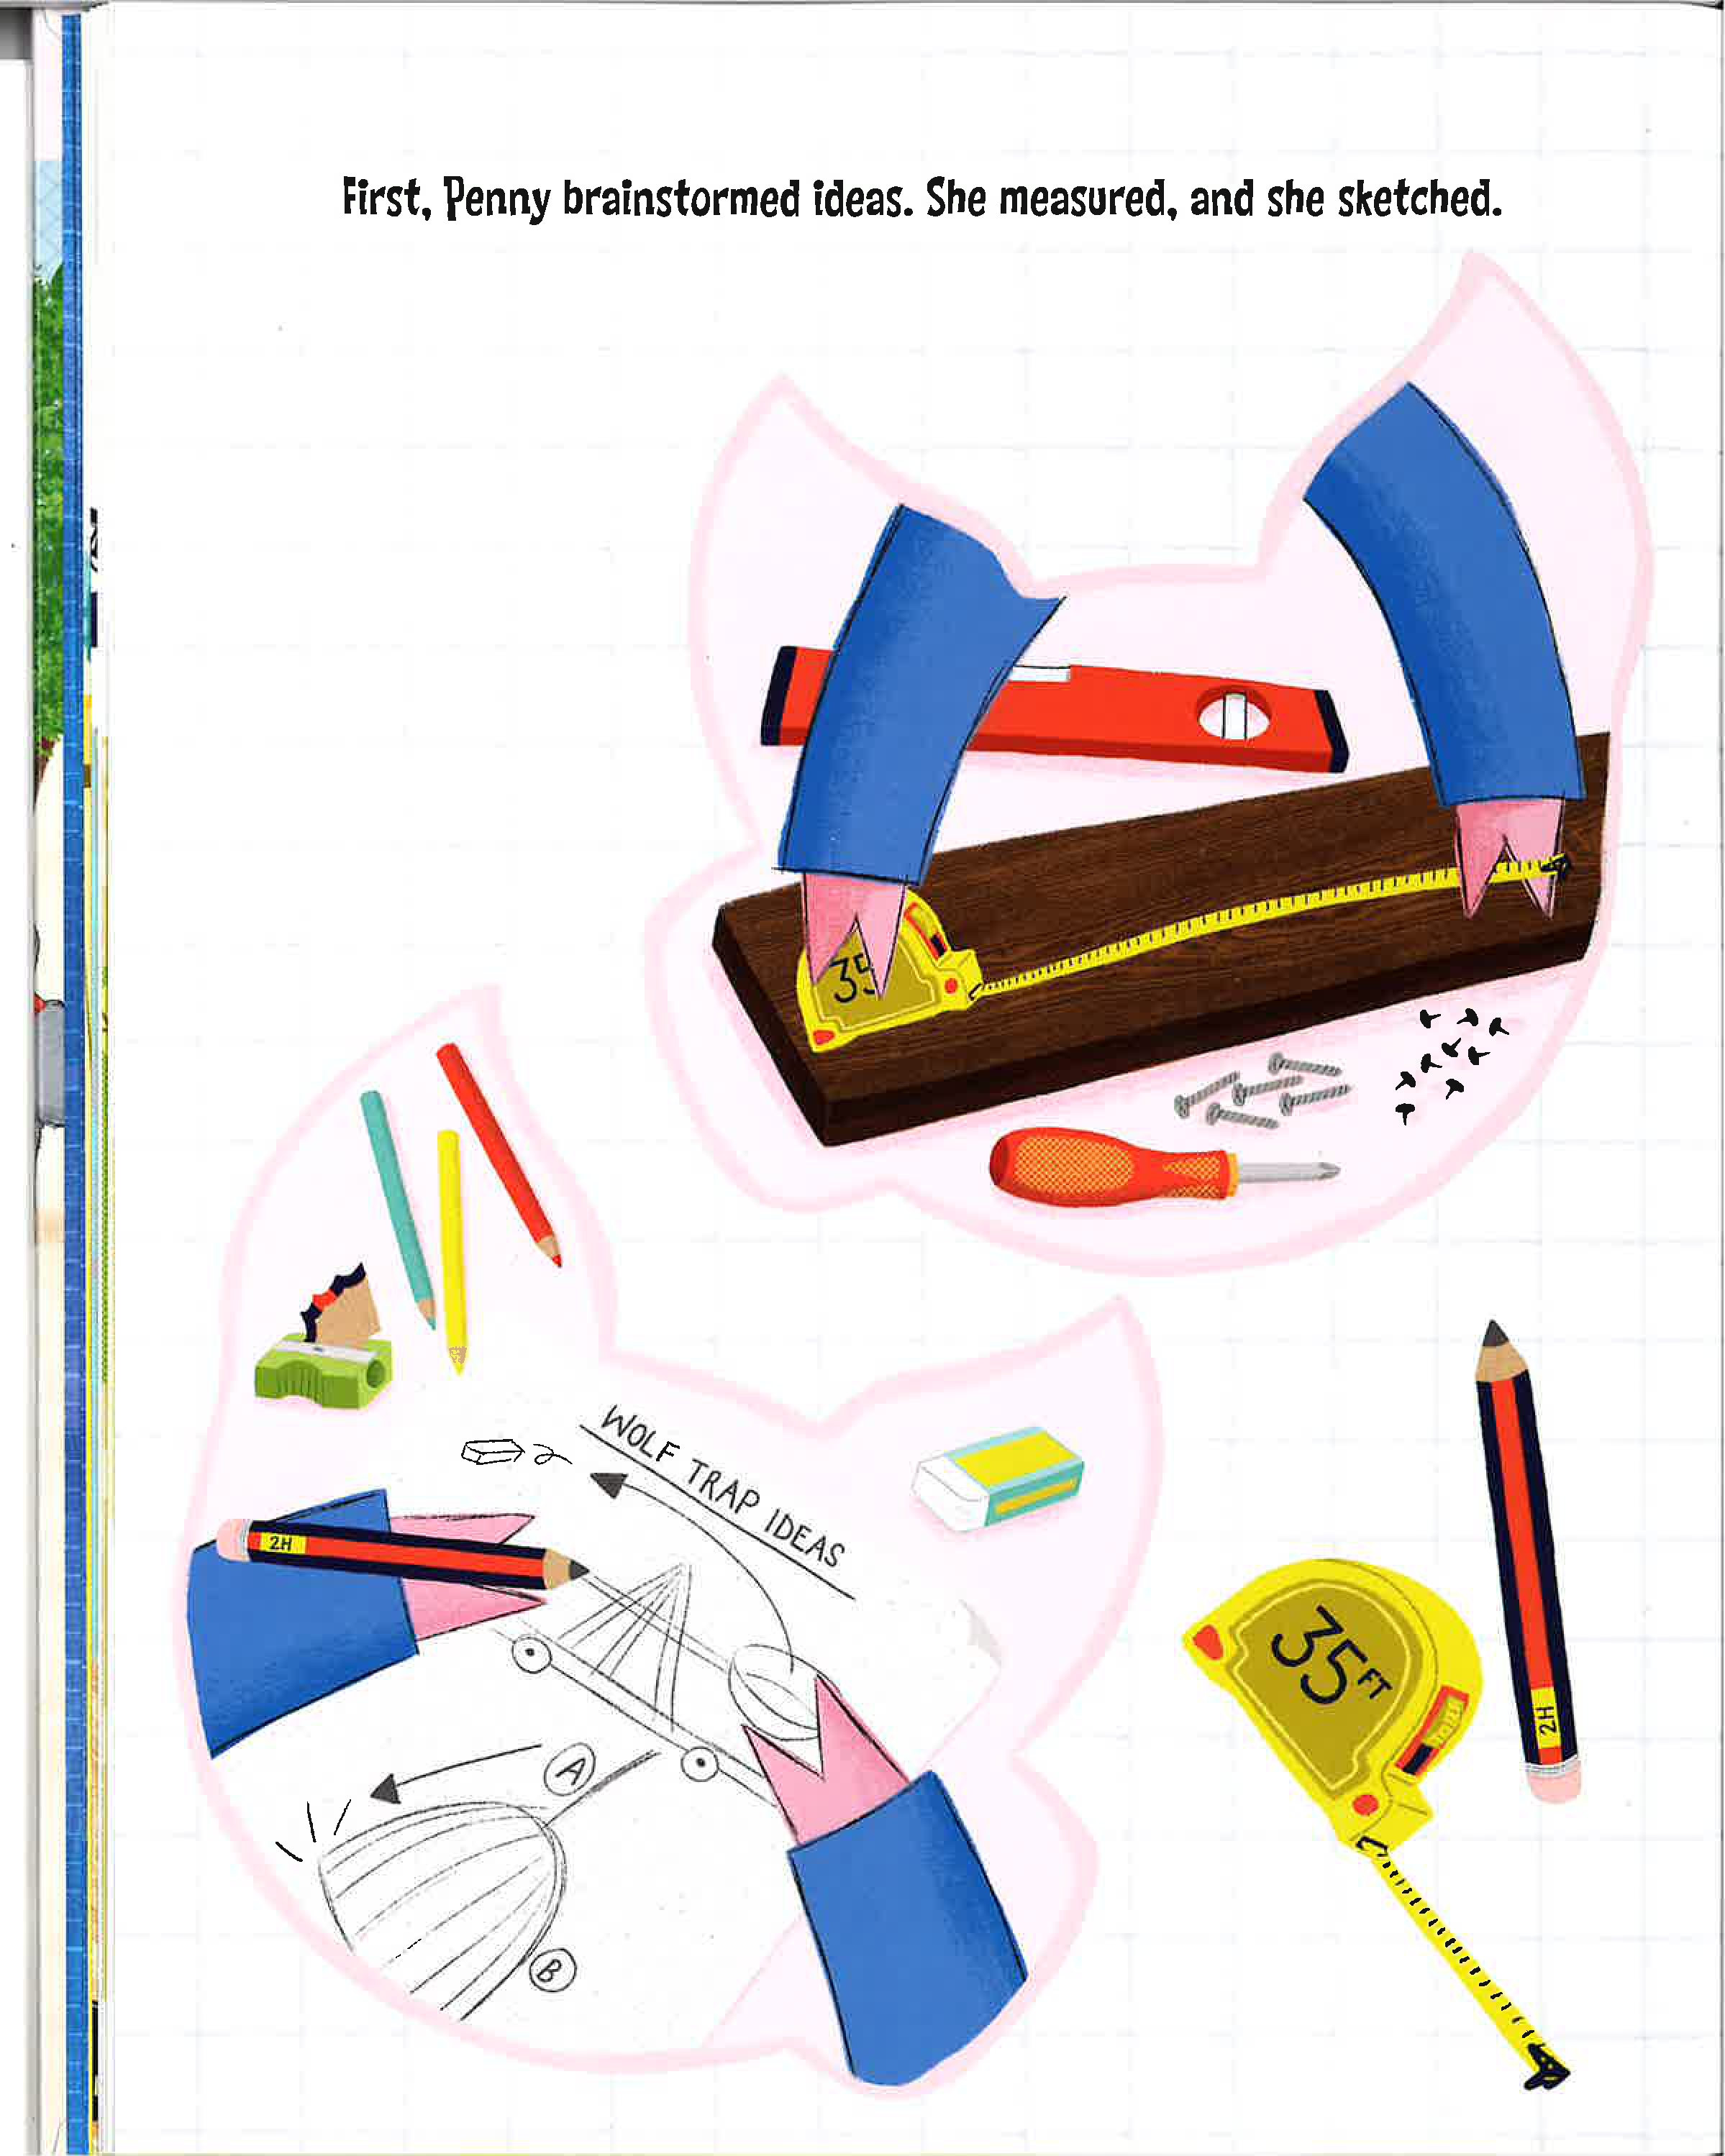 First, Penny brainstormed ideas. She measured, and she sketched.
35
WOLF TRAP IDEAS
2H
A
B
35 FT
2H